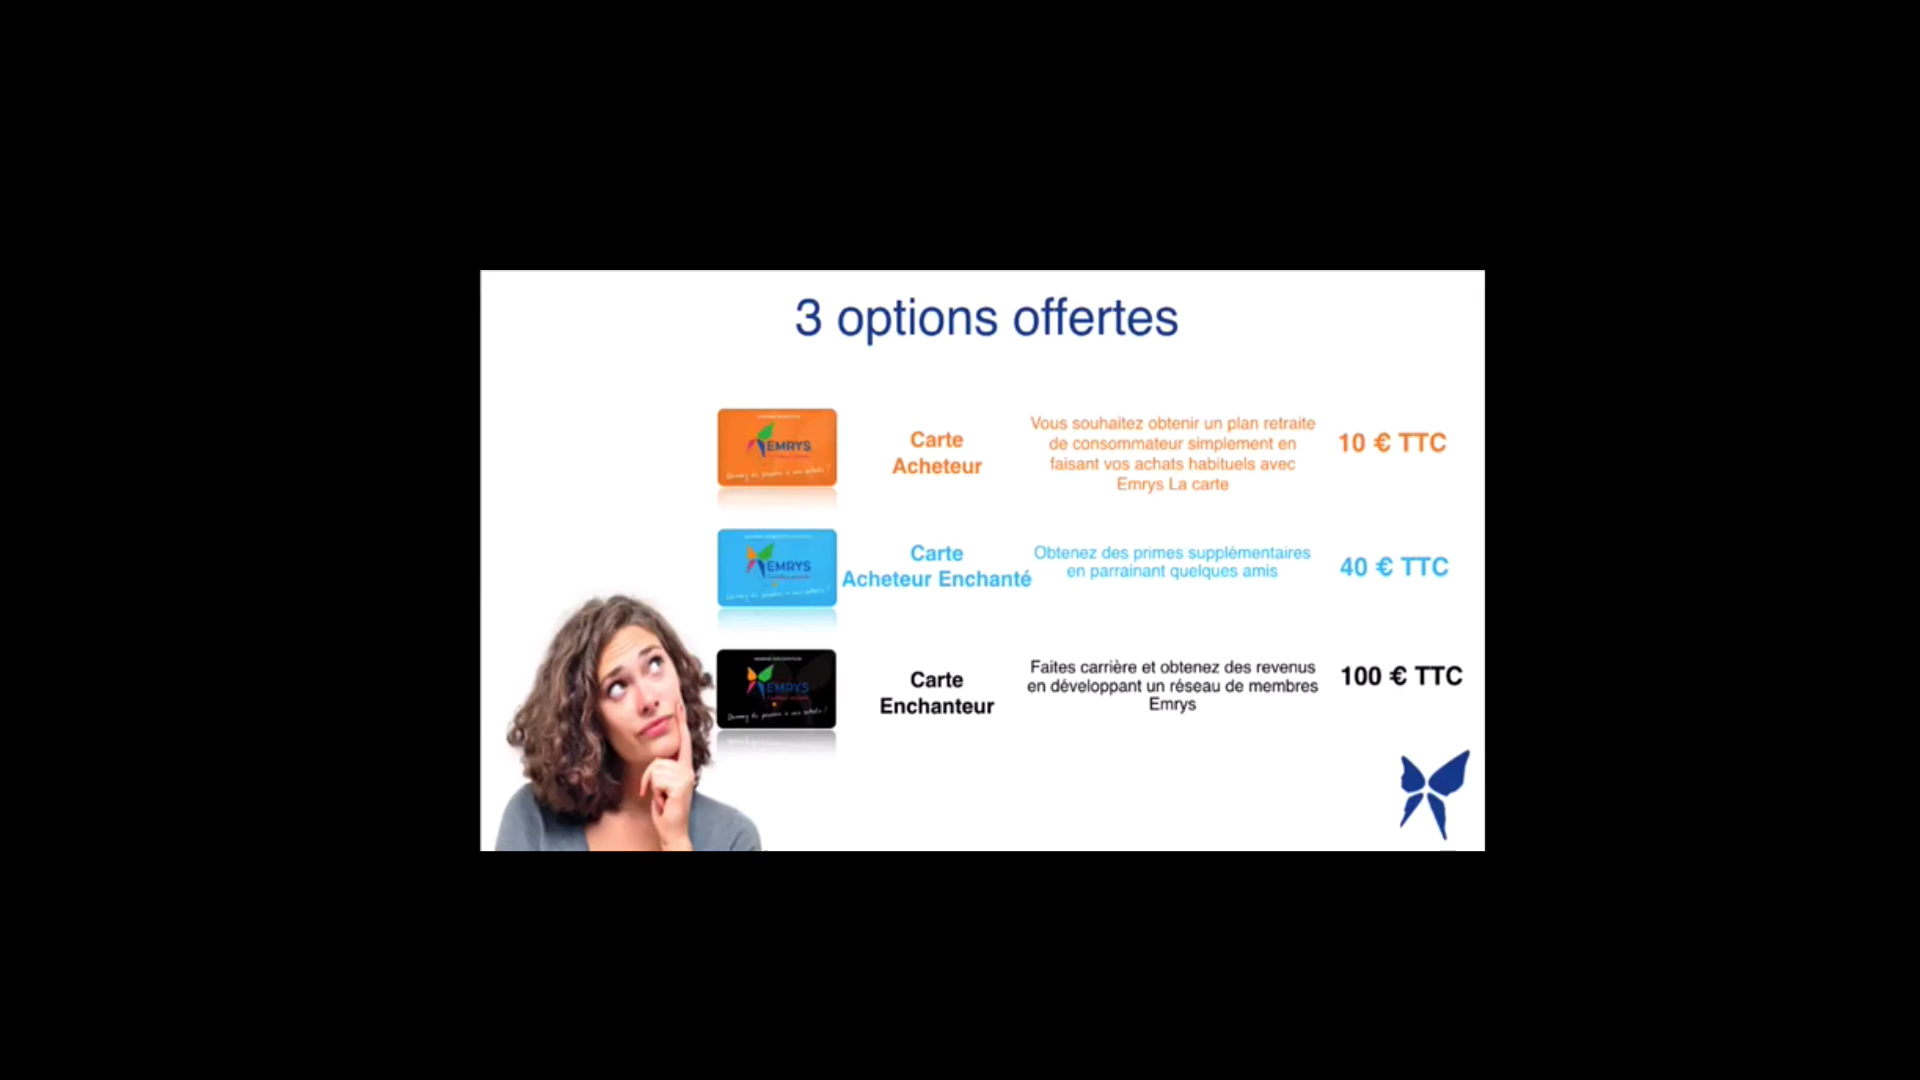 3 options offertes
EMRYS
Carte
Acheteur
Vous souhaitez obtenir un plan retraite
de consommateur simplement en
faisant vos achats habituels avec
Emrys La carte
10 € TTC
EMRYS
Carte
Acheteur Enchanté
Obtenez des primes supplémentaires
en parrainant quelques amis
40 € TTC
EMRYS
Carte
Enchanteur
Faites carrière et obtenez des revenus
en développant un réseau de membres
Emrys
100 € TTC